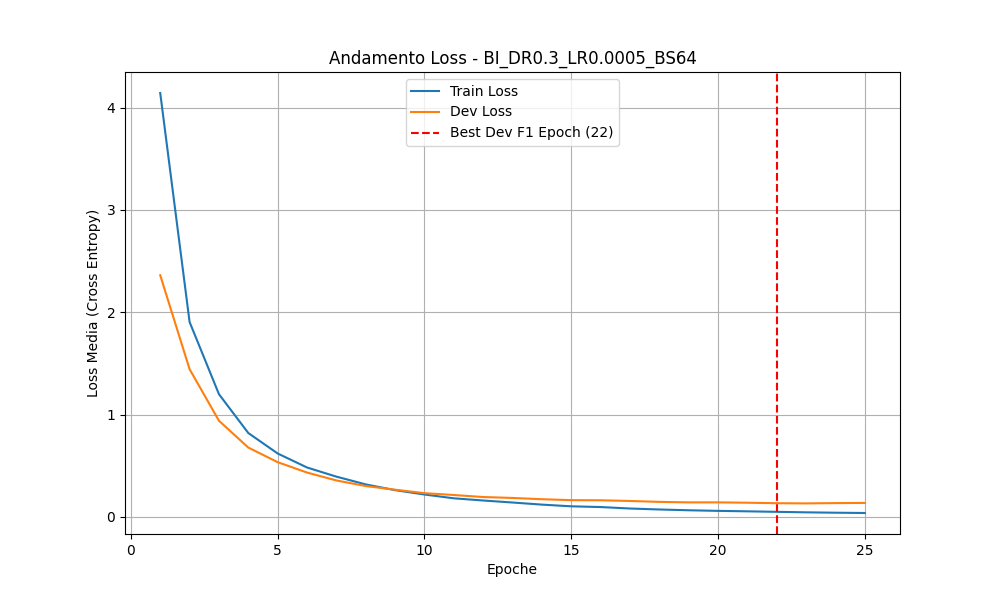 Andamento Loss - BI_DR0.3_LR0.0005_BS64
Train Loss
Dev Loss
Best Dev F1 Epoch (22)
Loss Media (Cross Entropy)
4
3
2
1
0
0 5 10 15 20 25
Epoche